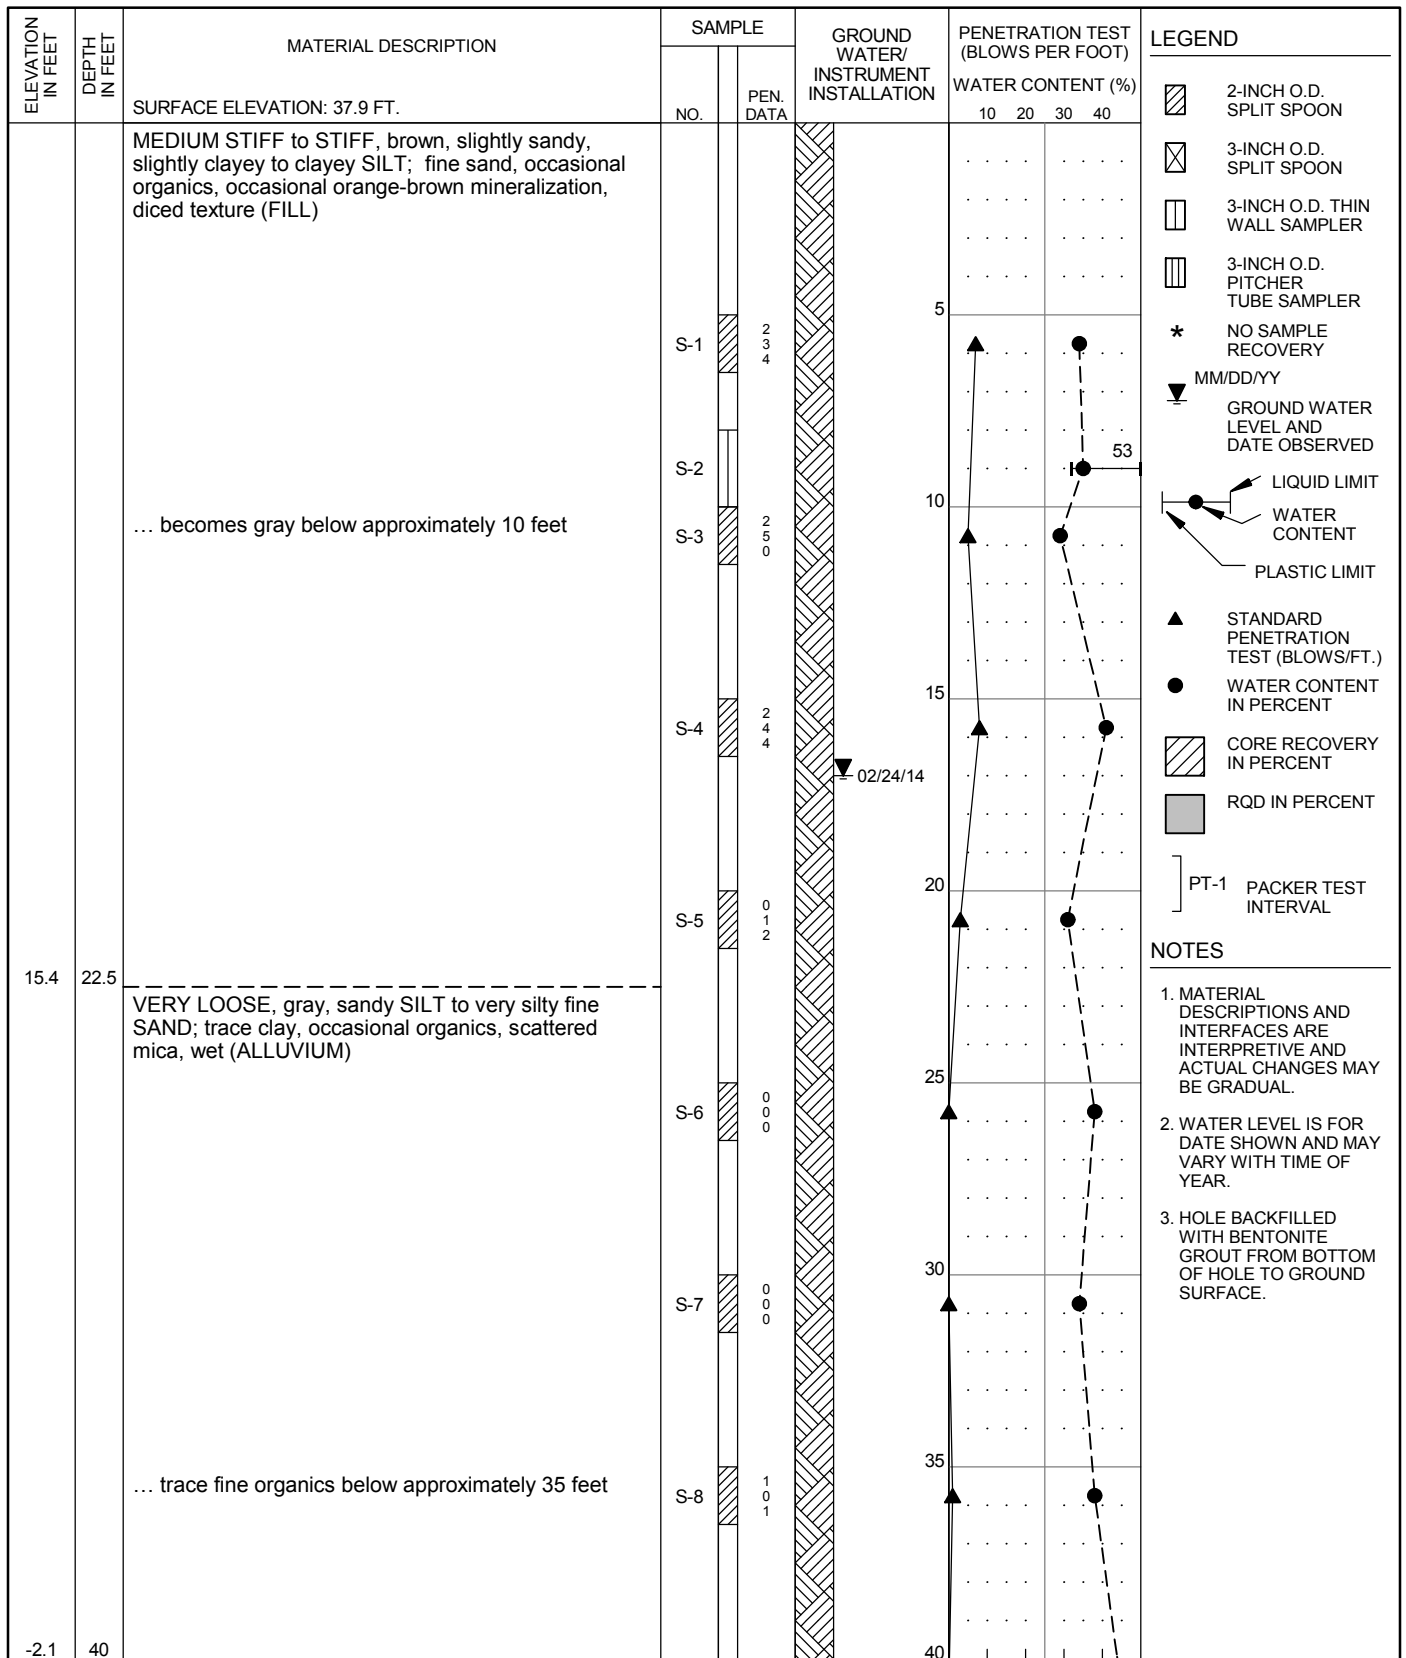 ELEVATION
IN FEET
DEPTH
IN FEET
MATERIAL DESCRIPTION
SURFACE ELEVATION: 37.9 FT.
SAMPLE
NO.
PEN.
DATA
GROUND
WATER/
INSTRUMENT
INSTALLATION
PENETRATION TEST
(BLOWS PER FOOT)
WATER CONTENT (%)
10 20 30 40
MEDIUM STIFF to STIFF, brown, slightly sandy,
slightly clayey to clayey SILT; fine sand, occasional
organics, occasional orange-brown mineralization,
diced texture (FILL)
5
S-1
2
3
4
S-2
53
10
… becomes gray below approximately 10 feet
S-3
2
5
0
15
S-4
2
4
4
02/24/14
20
S-5
0
1
2
15.4
22.5
VERY LOOSE, gray, sandy SILT to very silty fine
SAND; trace clay, occasional organics, scattered
mica, wet (ALLUVIUM)
25
S-6
0
0
0
30
S-7
0
0
0
35
… trace fine organics below approximately 35 feet
S-8
1
0
1
-2.1
40
40
LEGEND
2-INCH O.D.
SPLIT SPOON
3-INCH O.D.
SPLIT SPOON
3-INCH O.D. THIN
WALL SAMPLER
3-INCH O.D.
PITCHER
TUBE SAMPLER
* NO SAMPLE
RECOVERY
MM/DD/YY
GROUND WATER
LEVEL AND
DATE OBSERVED
LIQUID LIMIT
WATER
CONTENT
PLASTIC LIMIT
STANDARD
PENETRATION
TEST (BLOWS/FT.)
WATER CONTENT
IN PERCENT
CORE RECOVERY
IN PERCENT
RQD IN PERCENT
PT-1 PACKER TEST
INTERVAL
NOTES
1. MATERIAL
DESCRIPTIONS AND
INTERFACES ARE
INTERPRETIVE AND
ACTUAL CHANGES MAY
BE GRADUAL.
2. WATER LEVEL IS FOR
DATE SHOWN AND MAY
VARY WITH TIME OF
YEAR.
3. HOLE BACKFILLED
WITH BENTONITE
GROUT FROM BOTTOM
OF HOLE TO GROUND
SURFACE.